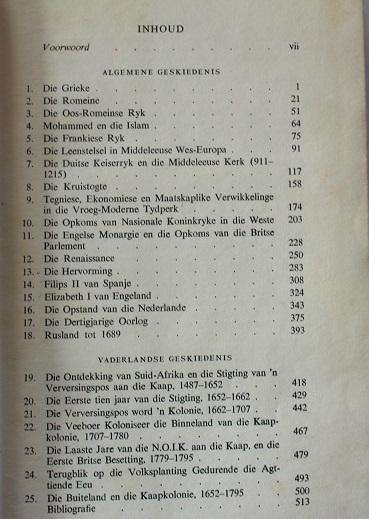 INHOUD
Voorwoord . . . . . . . . vii
ALGEMENE GESKIEDENIS
1. Die Grieke . . . . . . . . 1
2. Die Romeine . . . . . . . 21
3. Die Oos-Romeinse Ryk . . . . . 51
4. Mohammed en die Islam . . . . . 64
5. Die Frankiese Ryk . . . . . . 75
6. Die Leenstelsel in Middeleeuse Wes-Europa . . 91
7. Die Duitse Keiserryk en die Middeleeuse Kerk (911–
1215) . . . . . . . . 117
8. Die Kruistogte . . . . . . . 158
9. Tegniese, Ekonomiese en Maatskaplike Verwikkelinge
in die Vroeg-Moderne Tydperk . . . . 174
10. Die Opkoms van Nasionale Koninkryke in die Weste 203
11. Die Engelse Monargie en die Opkoms van die Britse
Parlement . . . . . . . 228
12. Die Renaissance . . . . . . 250
13. Die Hervorming . . . . . . . 283
14. Filips II van Spanje . . . . . . 308
15. Elizabeth I van Engeland . . . . . 324
16. Die Opstand van die Nederlande . . . . 343
17. Die Dertigjarige Oorlog . . . . . 375
18. Rusland tot 1689 . . . . . . 393
VADERLANDSE GESKIEDENIS
19. Die Ontdekking van Suid-Afrika en die Stigting van 'n
Verversingspos aan die Kaap, 1487–1652 . . 418
20. Die Eerste tien jaar van die Stigting, 1652–1662 . . 429
21. Die Verversingspos word 'n Kolonie, 1662–1707 . . 442
22. Die Veeboer Koloniseer die Binneland van die Kaap-
kolonie, 1707–1780 . . . . . . 467
23. Die Laaste Jare van die N.O.I.K. aan die Kaap, en die
Eerste Britse Besetting, 1779–1795 . . . 479
24. Terugblik op die Volksplanting Gedurende die Agt-
tiende Eeu . . . . . . . 493
25. Die Buiteland en die Kaapkolonie, 1652–1795 . 500
Bibliografie . . . . . . . 513